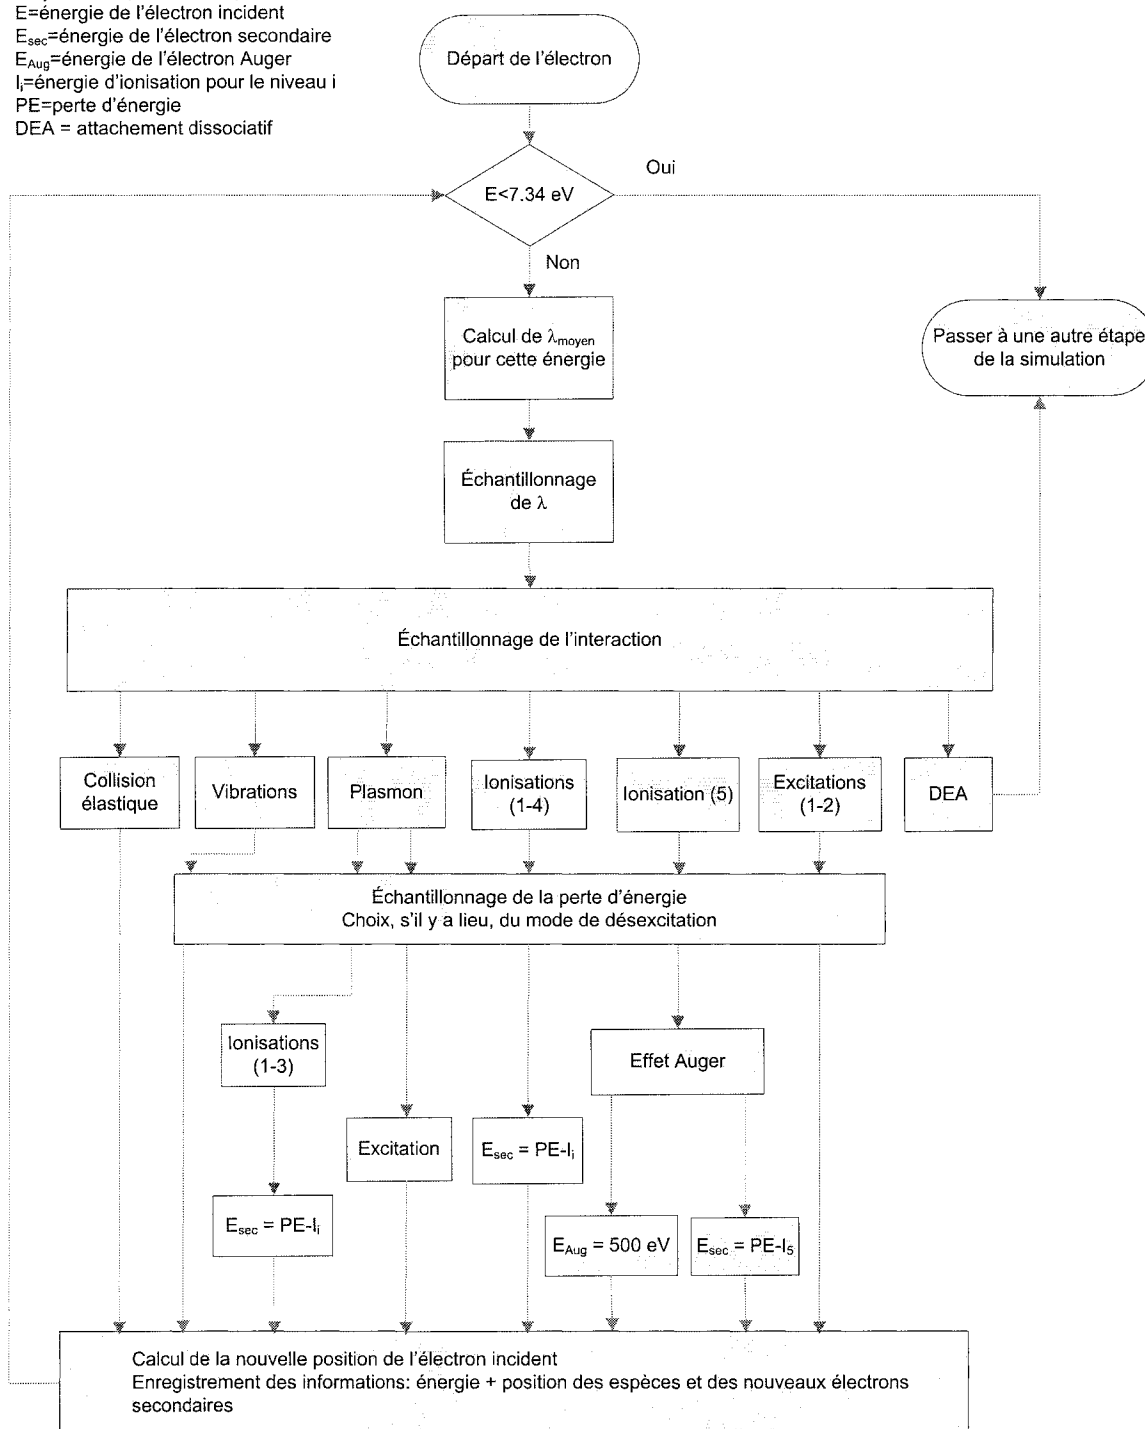 E=énergie de l'électron incident
Esec=énergie de l'électron secondaire
EAug=énergie de l'électron Auger
Ii=énergie d'ionisation pour le niveau i
PE=perte d'énergie
DEA = attachement dissociatif
Départ de l'électron
E<7.34 eV
Oui
Non
Calcul de λmoyen
pour cette énergie
Passer à une autre étape
de la simulation
Échantillonnage
de λ
Échantillonnage de l'interaction
Collision
élastique
Vibrations
Plasmon
Ionisations
(1-4)
Ionisation (5)
Excitations
(1-2)
DEA
Échantillonnage de la perte d'énergie
Choix, s'il y a lieu, du mode de désexcitation
Ionisations
(1-3)
Effet Auger
Excitation
Esec = PE-Ii
Esec = PE-Ii
EAug = 500 eV
Esec = PE-I5
Calcul de la nouvelle position de l'électron incident
Enregistrement des informations: énergie + position des espèces et des nouveaux électrons
secondaires